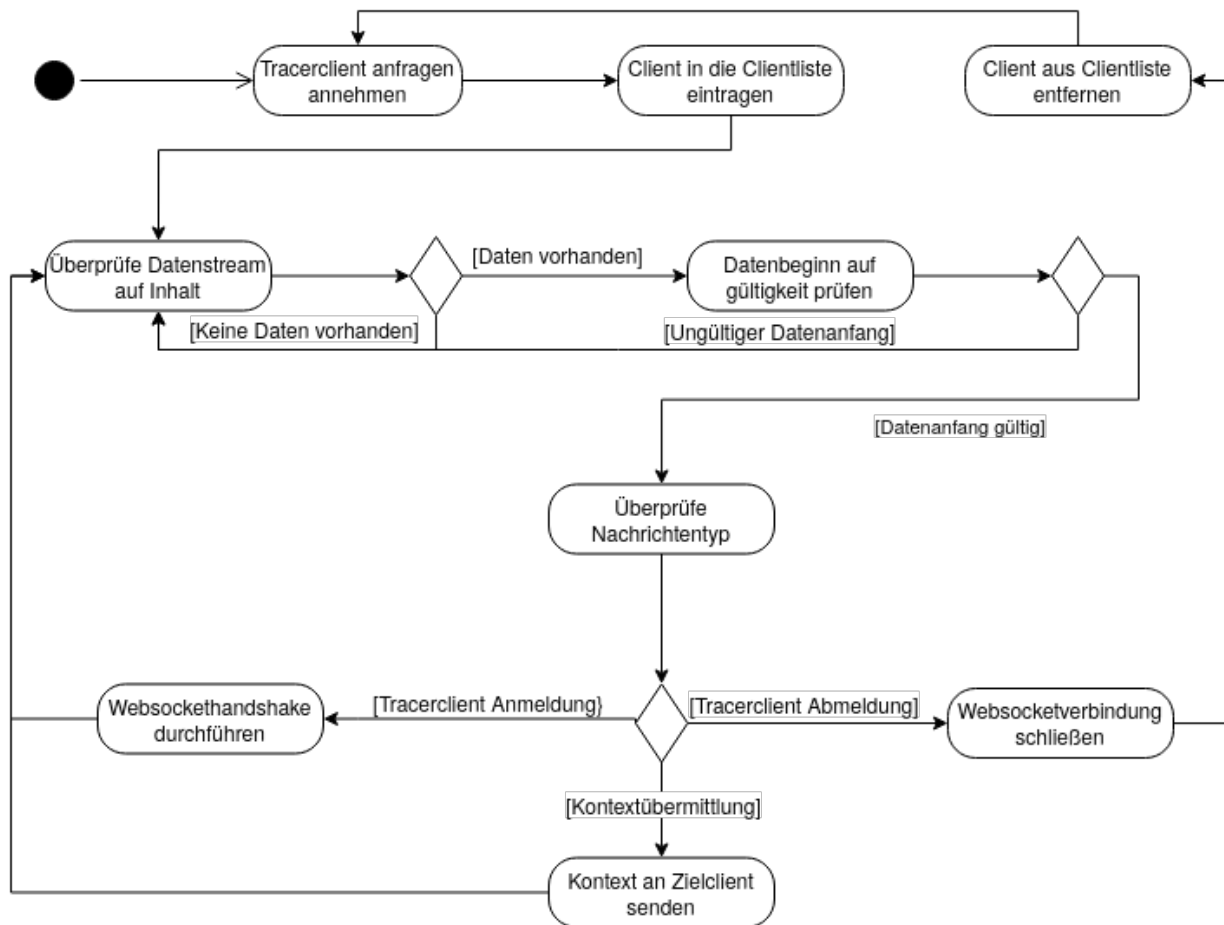 Tracerclient anfragen
annehmen
Client in die Clientliste
eintragen
Client aus Clientliste
entfernen
Überprüfe Datenstream
auf Inhalt
[Daten vorhanden]
Datenbeginn auf
gültigkeit prüfen
[Keine Daten vorhanden]
[Ungültiger Datenanfang]
[Datenanfang gültig]
Überprüfe
Nachrichtentyp
Websockethandshake
durchführen
[Tracerclient Anmeldung}
[Tracerclient Abmeldung]
Websocketverbindung
schließen
[Kontextübermittlung]
Kontext an Zielclient
senden